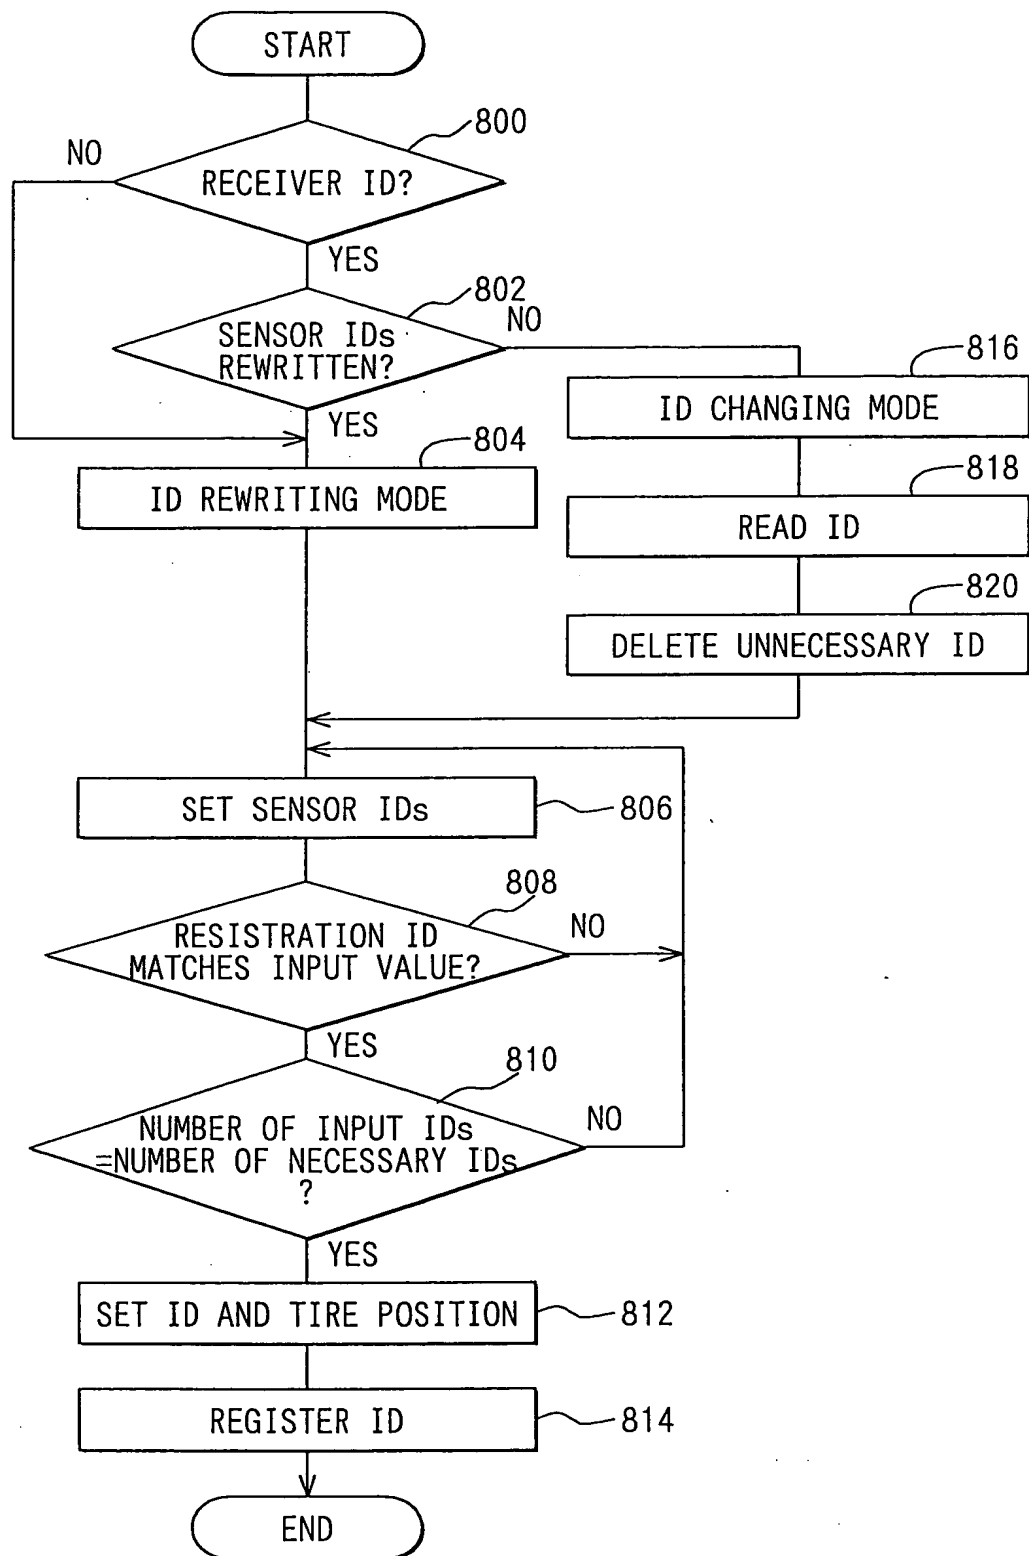 START
800
NO
RECEIVER ID?
YES
802
NO
SENSOR IDs
REWRITTEN?
YES
816
ID CHANGING MODE
804
ID REWRITING MODE
818
READ ID
820
DELETE UNNECESSARY ID
SET SENSOR IDs
806
808
RESISTRATION ID
MATCHES INPUT VALUE?
NO
YES
810
NUMBER OF INPUT IDs
=NUMBER OF NECESSARY IDs
?
NO
YES
SET ID AND TIRE POSITION
812
REGISTER ID
814
END